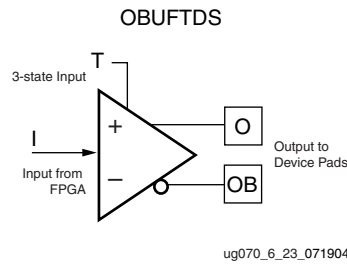 OBUFTDS
T
3-state Input
+
O
I
Input from
FPGA
Output to
Device Pads
–
OB
ug070_6_23_071904